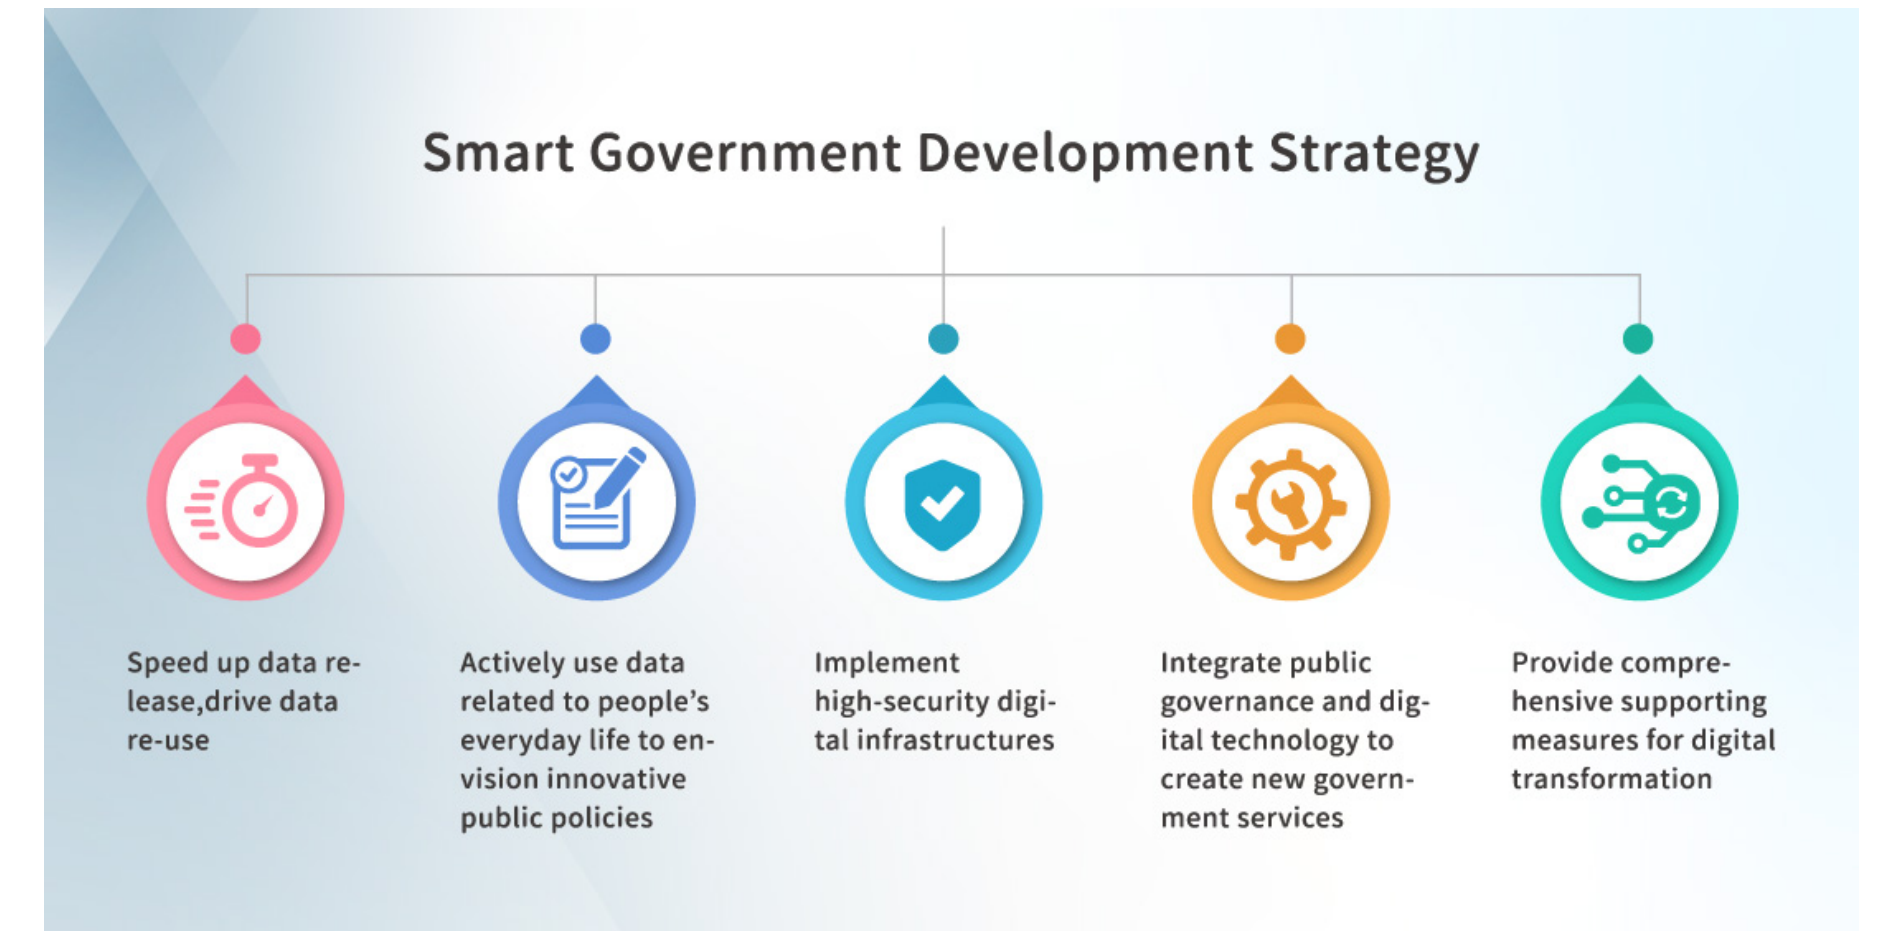 Smart Government Development Strategy
Speed up data re-
lease,drive data
re-use
Actively use data
related to people’s
everyday life to en-
vision innovative
public policies
Implement
high-security digi-
tal infrastructures
Integrate public
governance and dig-
ital technology to
create new govern-
ment services
Provide compre-
hensive supporting
measures for digital
transformation